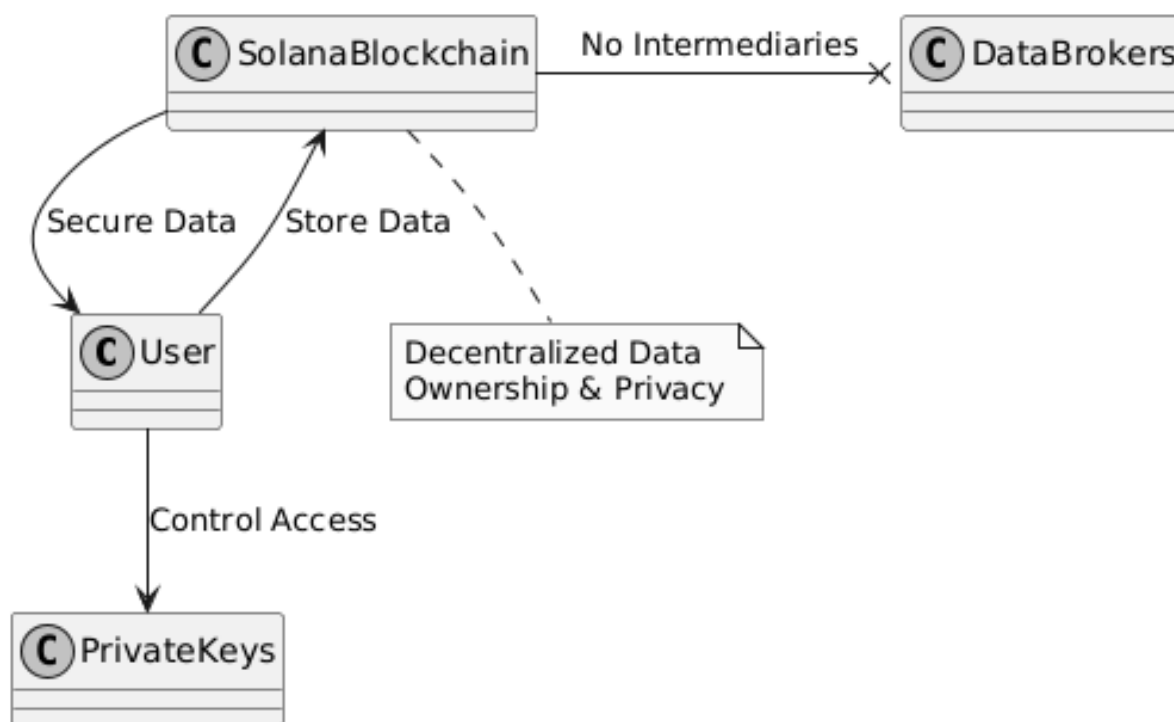 No Intermediaries
C SolanaBlockchain
C DataBrokers
Secure Data
Store Data
C User
Decentralized Data
Ownership & Privacy
Control Access
C PrivateKeys